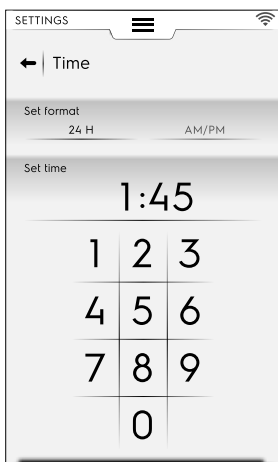 SETTINGS
Time
Set format
24 H AM/PM
Set time
1:45
1 2 3
4 5 6
7 8 9
0